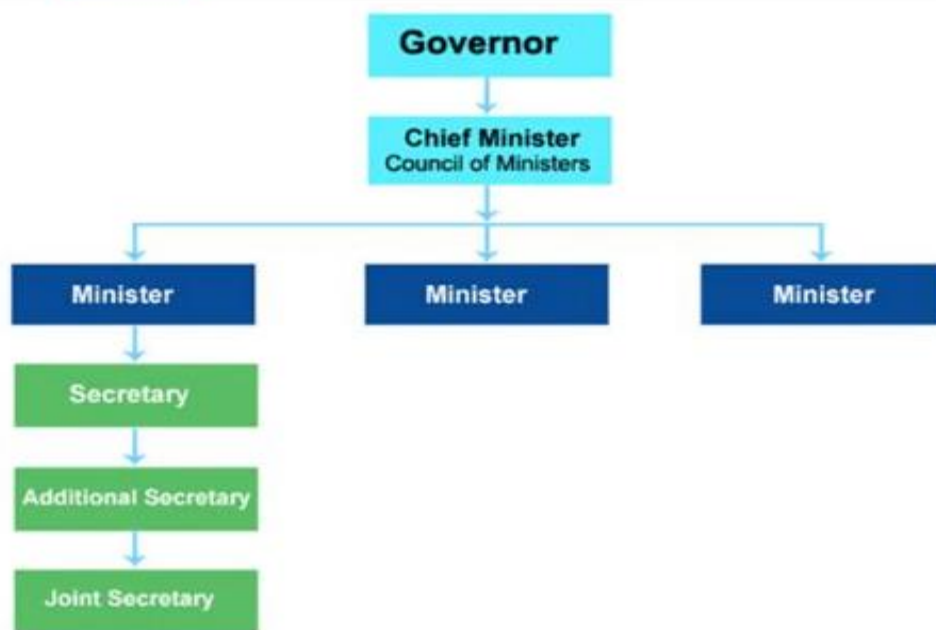 Governor
Chief Minister
Council of Ministers
Minister
Minister
Minister
Secretary
Additional Secretary
Joint Secretary